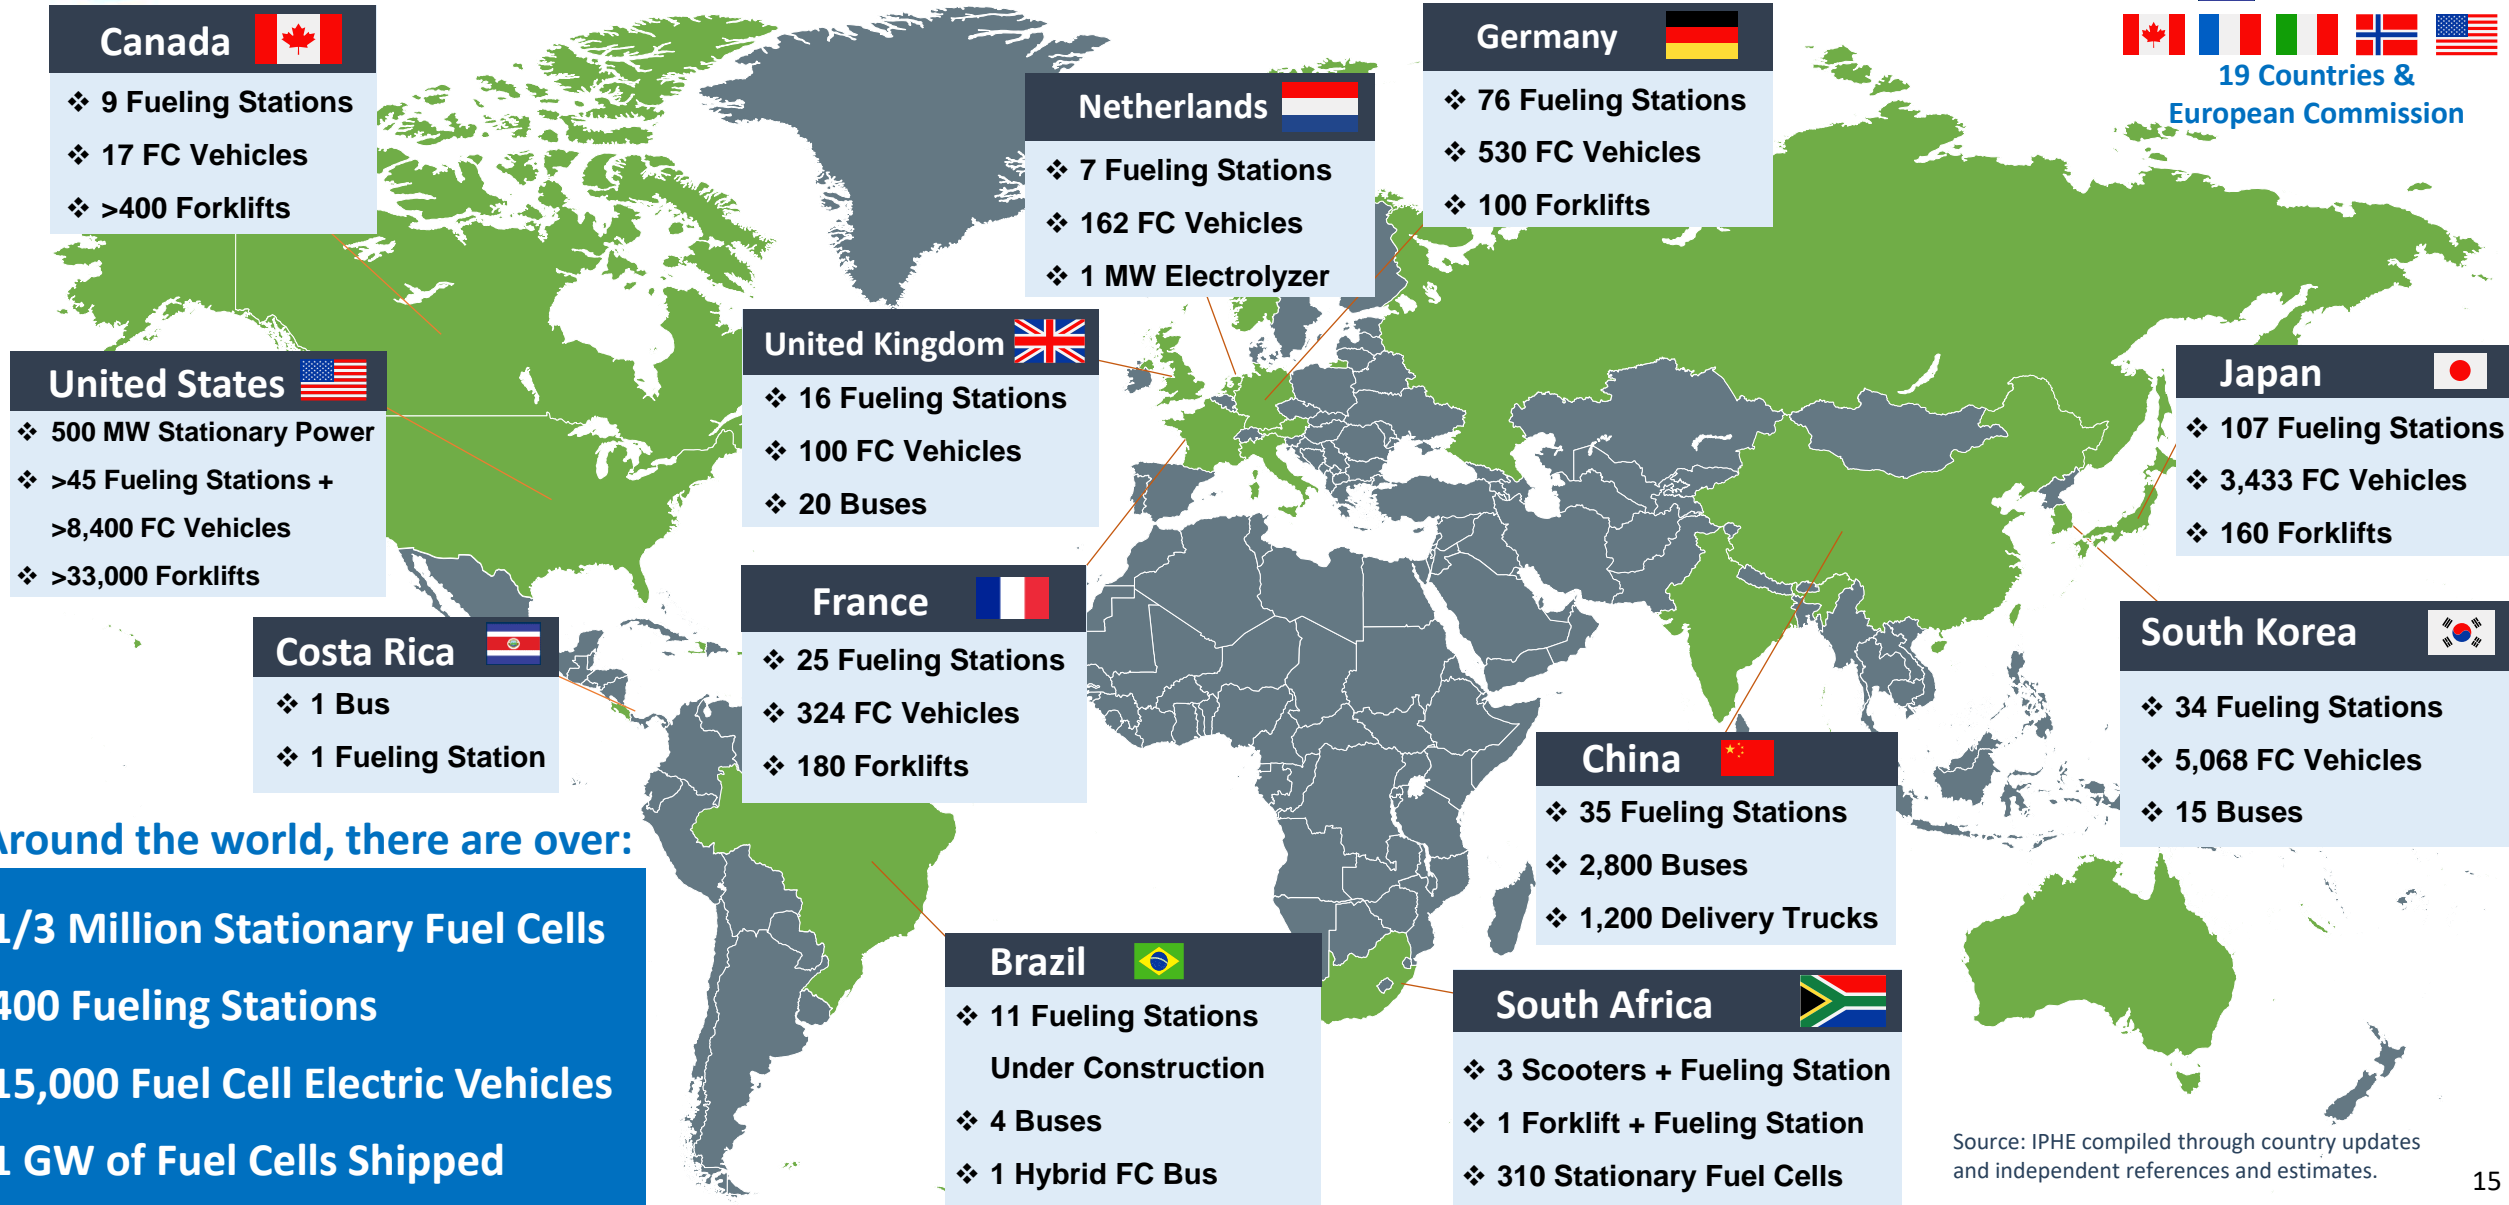 Canada
❖ 9 Fueling Stations
❖ 17 FC Vehicles
❖ >400 Forklifts
United States
❖ 500 MW Stationary Power
❖ >45 Fueling Stations +
>8,400 FC Vehicles
❖ >33,000 Forklifts
Costa Rica
❖ 1 Bus
❖ 1 Fueling Station
Netherlands
❖ 7 Fueling Stations
❖ 162 FC Vehicles
❖ 1 MW Electrolyzer
United Kingdom
❖ 16 Fueling Stations
❖ 100 FC Vehicles
❖ 20 Buses
France
❖ 25 Fueling Stations
❖ 324 FC Vehicles
❖ 180 Forklifts
Germany
❖ 76 Fueling Stations
❖ 530 FC Vehicles
❖ 100 Forklifts
19 Countries &
European Commission
Japan
❖ 107 Fueling Stations
❖ 3,433 FC Vehicles
❖ 160 Forklifts
South Korea
❖ 34 Fueling Stations
❖ 5,068 FC Vehicles
❖ 15 Buses
China
❖ 35 Fueling Stations
❖ 2,800 Buses
❖ 1,200 Delivery Trucks
Brazil
❖ 11 Fueling Stations
Under Construction
❖ 4 Buses
❖ 1 Hybrid FC Bus
South Africa
❖ 3 Scooters + Fueling Station
❖ 1 Forklift + Fueling Station
❖ 310 Stationary Fuel Cells
Around the world, there are over:
1/3 Million Stationary Fuel Cells
400 Fueling Stations
15,000 Fuel Cell Electric Vehicles
1 GW of Fuel Cells Shipped
Source: IPHE compiled through country updates
and independent references and estimates.
15